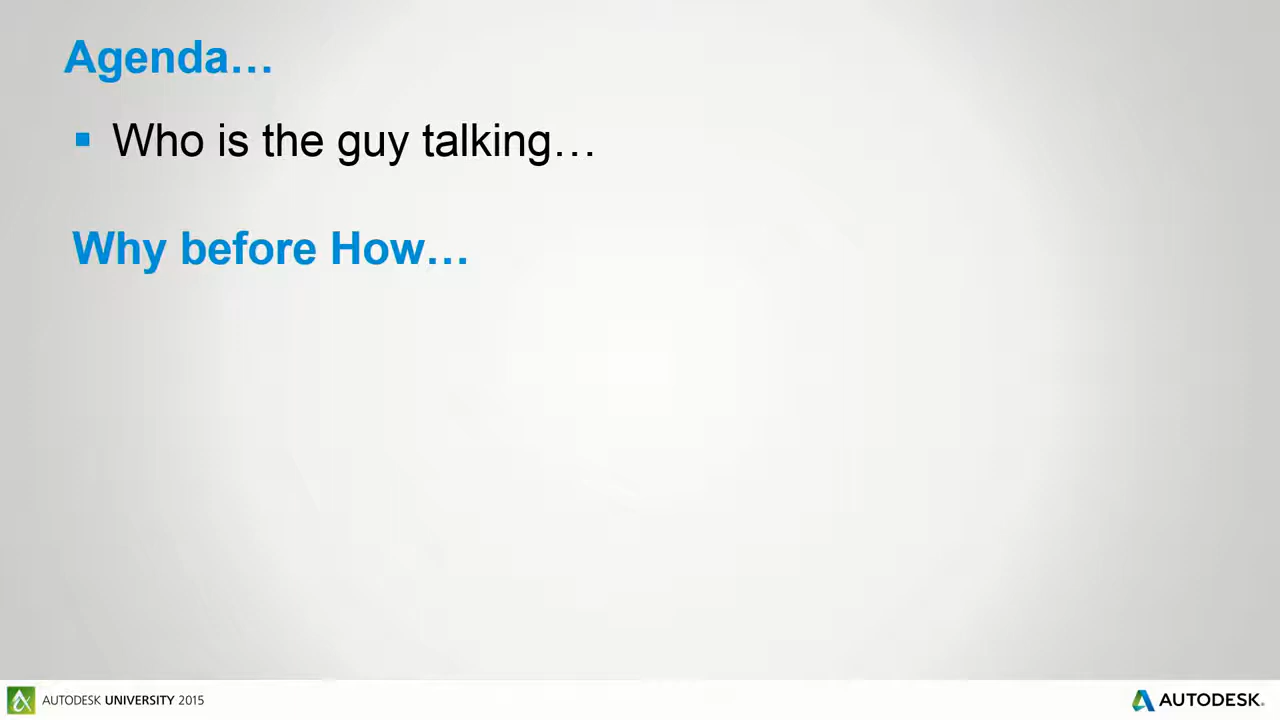 Agenda…
▪ Who is the guy talking…
Why before How…
AUTODESK UNIVERSITY 2015
AUTODESK®